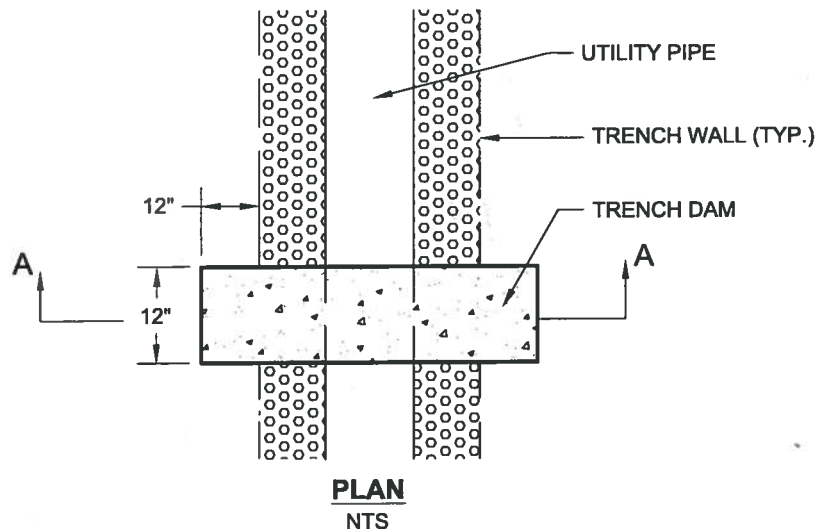 UTILITY PIPE
TRENCH WALL (TYP.)
12"
TRENCH DAM
A
A
12"
PLAN
NTS